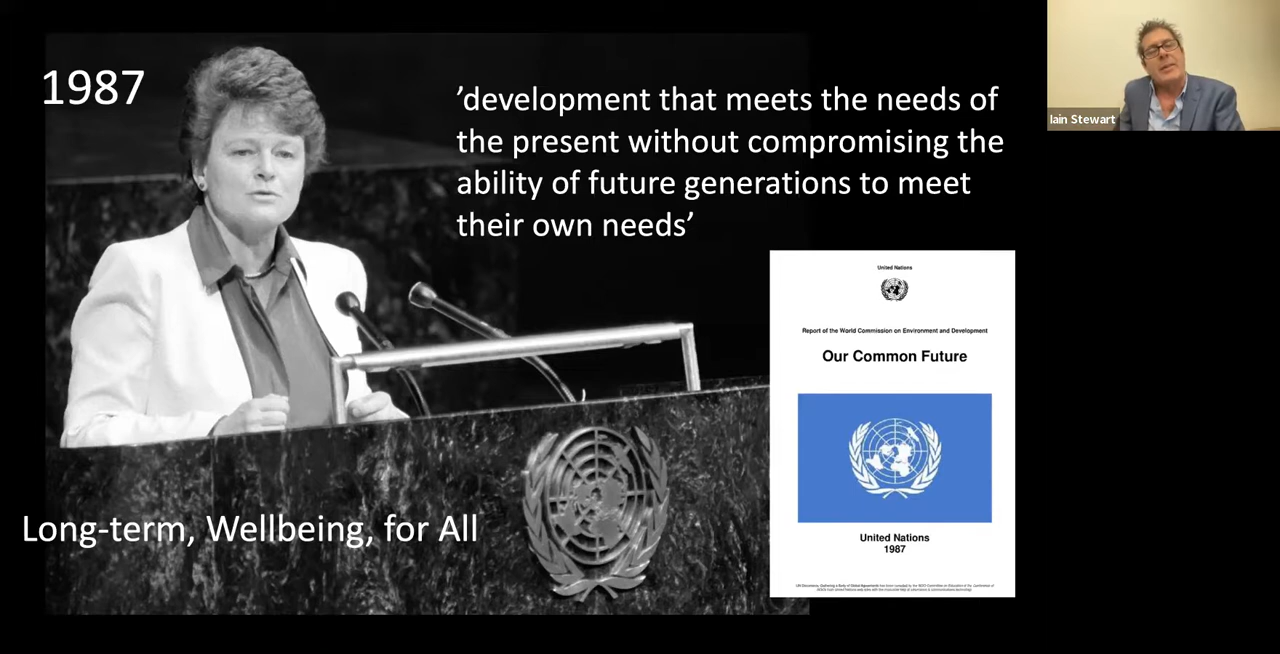 1987
’development that meets the needs of
the present without compromising the
ability of future generations to meet
their own needs’
Iain Stewart
United Nations
Report of the World Commission on Environment and Development
Our Common Future
United Nations
1987
Long-term, Wellbeing, for All